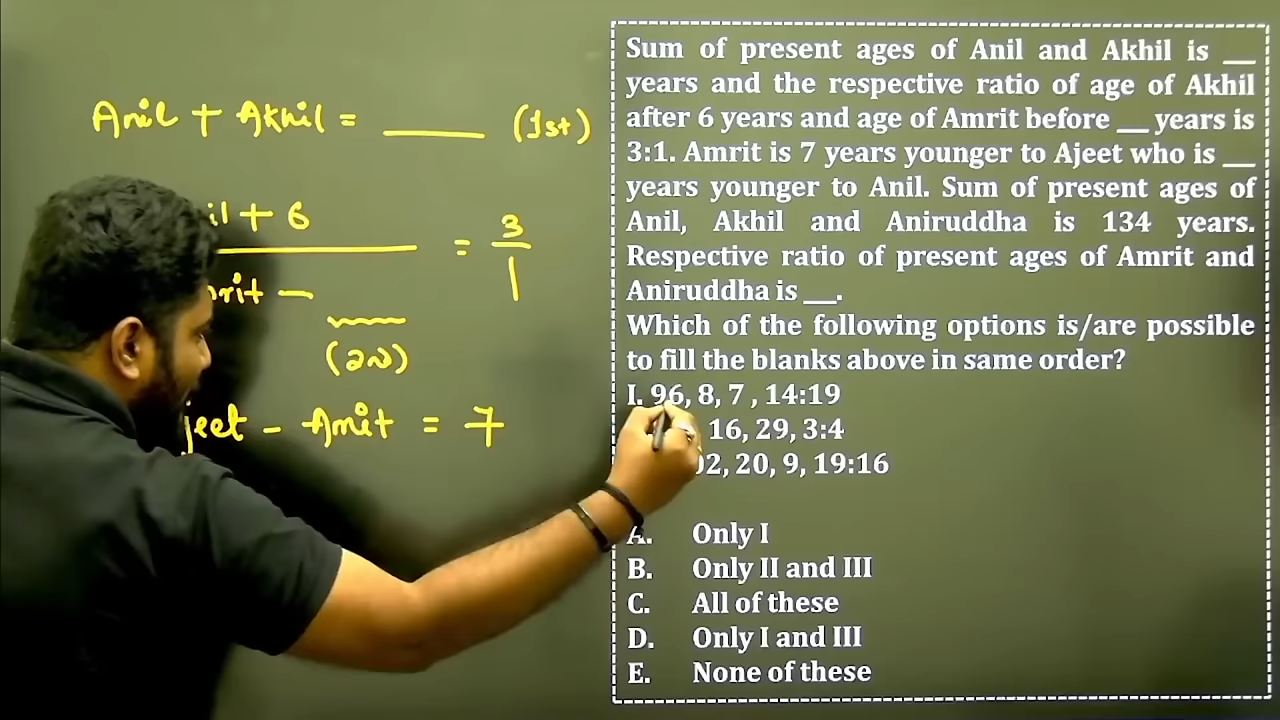 Anil + Akhil = ____ (1st)
il + 6
= 3
rit —
1
(2nd)
jeet - Amit = 7
Sum of present ages of Anil and Akhil is __
years and the respective ratio of age of Akhil
after 6 years and age of Amrit before __ years is
3:1. Amrit is 7 years younger to Ajeet who is __
years younger to Anil. Sum of present ages of
Anil, Akhil and Aniruddha is 134 years.
Respective ratio of present ages of Amrit and
Aniruddha is __.
Which of the following options is/are possible
to fill the blanks above in same order?
I. 96, 8, 7 , 14:19
16, 29, 3:4
02, 20, 9, 19:16
A. Only I
B. Only II and III
C. All of these
D. Only I and III
E. None of these